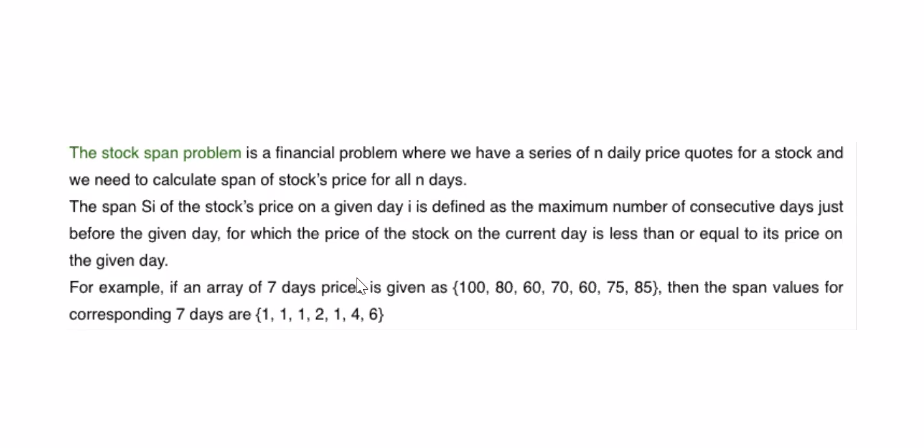 The stock span problem is a financial problem where we have a series of n daily price quotes for a stock and
we need to calculate span of stock's price for all n days.
The span Si of the stock's price on a given day i is defined as the maximum number of consecutive days just
before the given day, for which the price of the stock on the current day is less than or equal to its price on
the given day.
For example, if an array of 7 days prices is given as {100, 80, 60, 70, 60, 75, 85}, then the span values for
corresponding 7 days are {1, 1, 1, 2, 1, 4, 6}